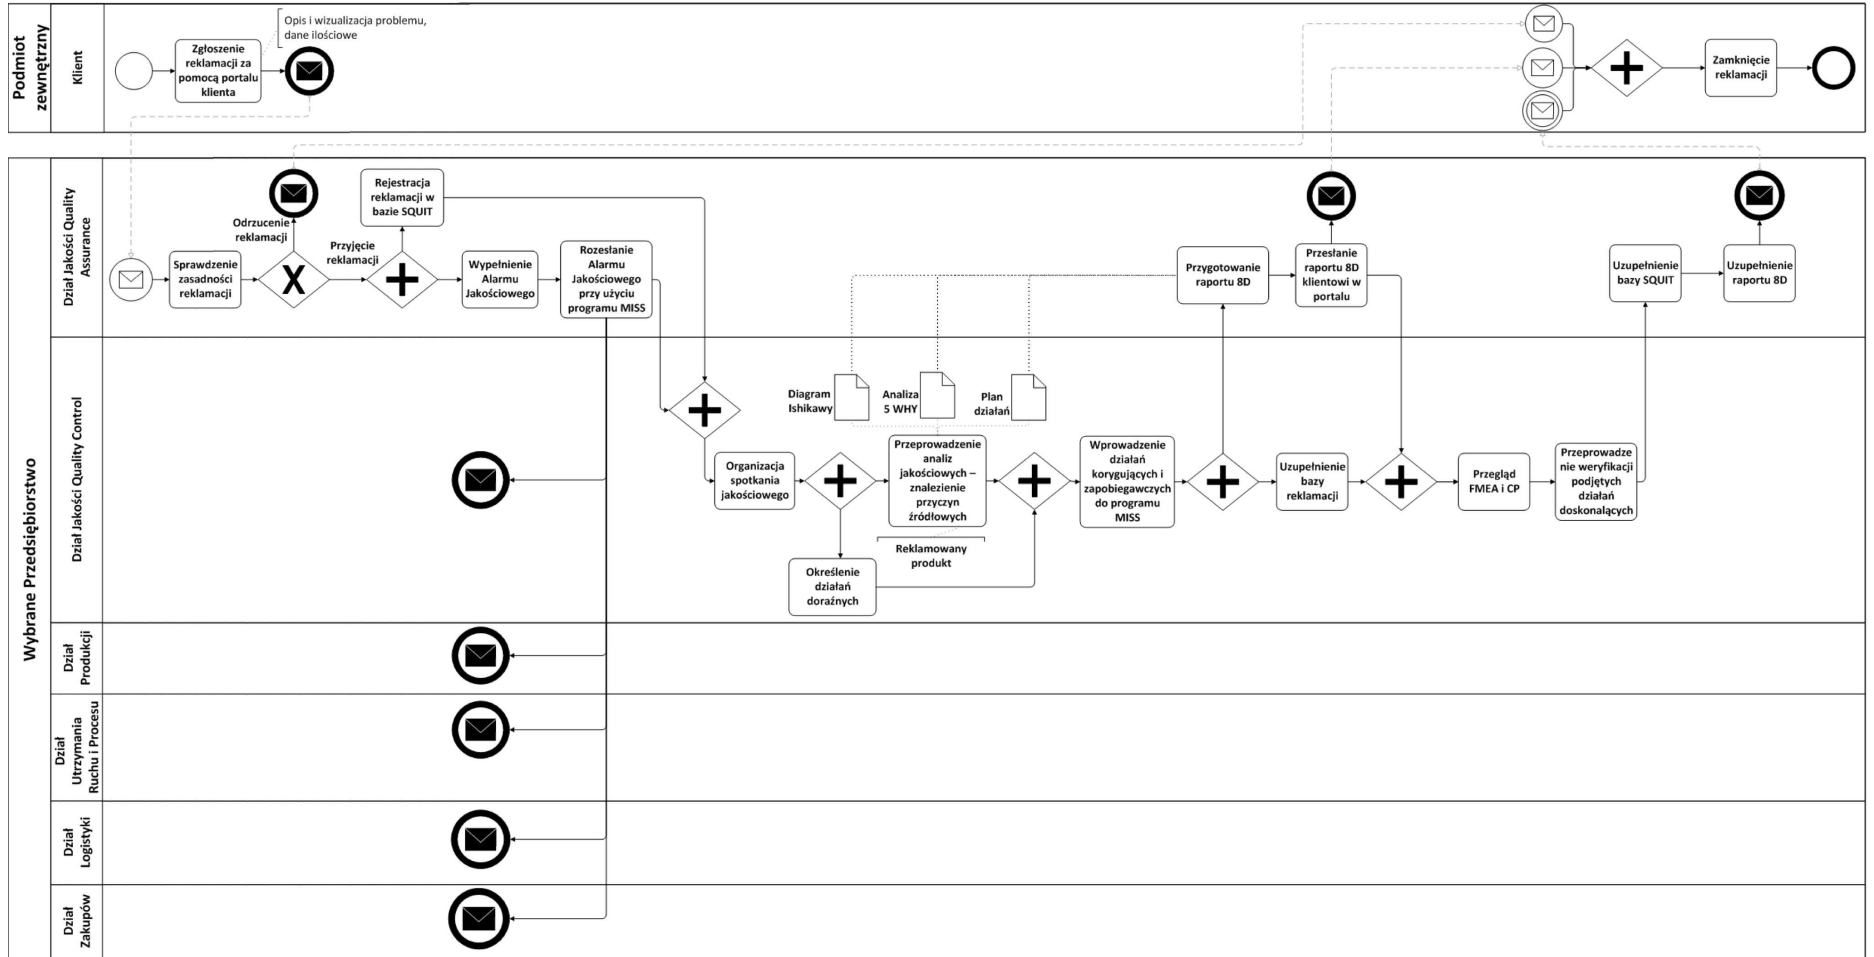 Podmiot
zewnętrzny
Klient
Zgłoszenie
reklamacji za
pomocą portalu
klienta
Opis i wizualizacja problemu,
dane ilościowe
Zamknięcie
reklamacji
Wybrane Przedsiębiorstwo
Dział Jakości Quality
Assurance
Sprawdzenie
zasadności
reklamacji
Odrzucenie
reklamacji
X
Przyjęcie
reklamacji
Rejestracja
reklamacji w
bazie SQUIT
Wypełnienie
Alarmu
Jakościowego
Rozesłanie
Alarmu
Jakościowego
przy użyciu
programu MISS
Przygotowanie
raportu 8D
Przesłanie
raportu 8D
klientowi w
portalu
Uzupełnienie
bazy SQUIT
Uzupełnienie
raportu 8D
Dział Jakości Quality Control
Organizacja
spotkania
jakościowego
Diagram
Ishikawy
Analiza
5 WHY
Plan
działań
Przeprowadzenie
analiz
jakościowych –
znalezienie
przyczyn
źródłowych
Reklamowany
produkt
Określenie
działań
doraźnych
Wprowadzenie
działań
korygujących i
zapobiegawczych
do programu
MISS
Uzupełnienie
bazy
reklamacji
Przegląd
FMEA i CP
Przeprowadze
nie weryfikacji
podjętych
działań
doskonalących
Dział
Produkcji
Dział
Utrzymania
Ruchu i Procesu
Dział
Logistyki
Dział
Zakupów